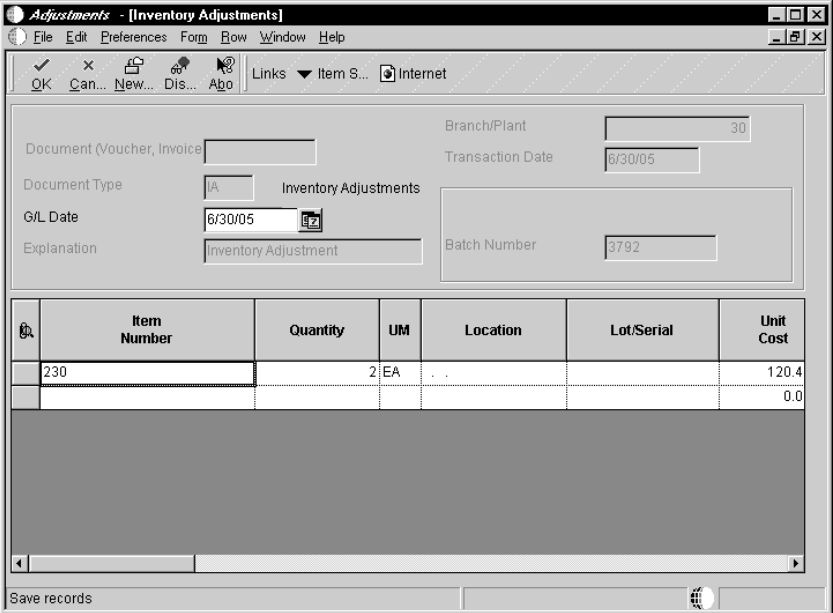 Adjustments - [Inventory Adjustments]
File Edit Preferences Form Row Window Help
OK Can... New... Dis... Abo Links Item S... Internet
Branch/Plant 30
Document (Voucher, Invoice
Transaction Date 6/30/05
Document Type IA Inventory Adjustments
G/L Date 6/30/05
Explanation Inventory Adjustment
Batch Number 3792
Item Number Quantity UM Location Lot/Serial Unit Cost
230 2 EA . . 120.4
0.0
Save records